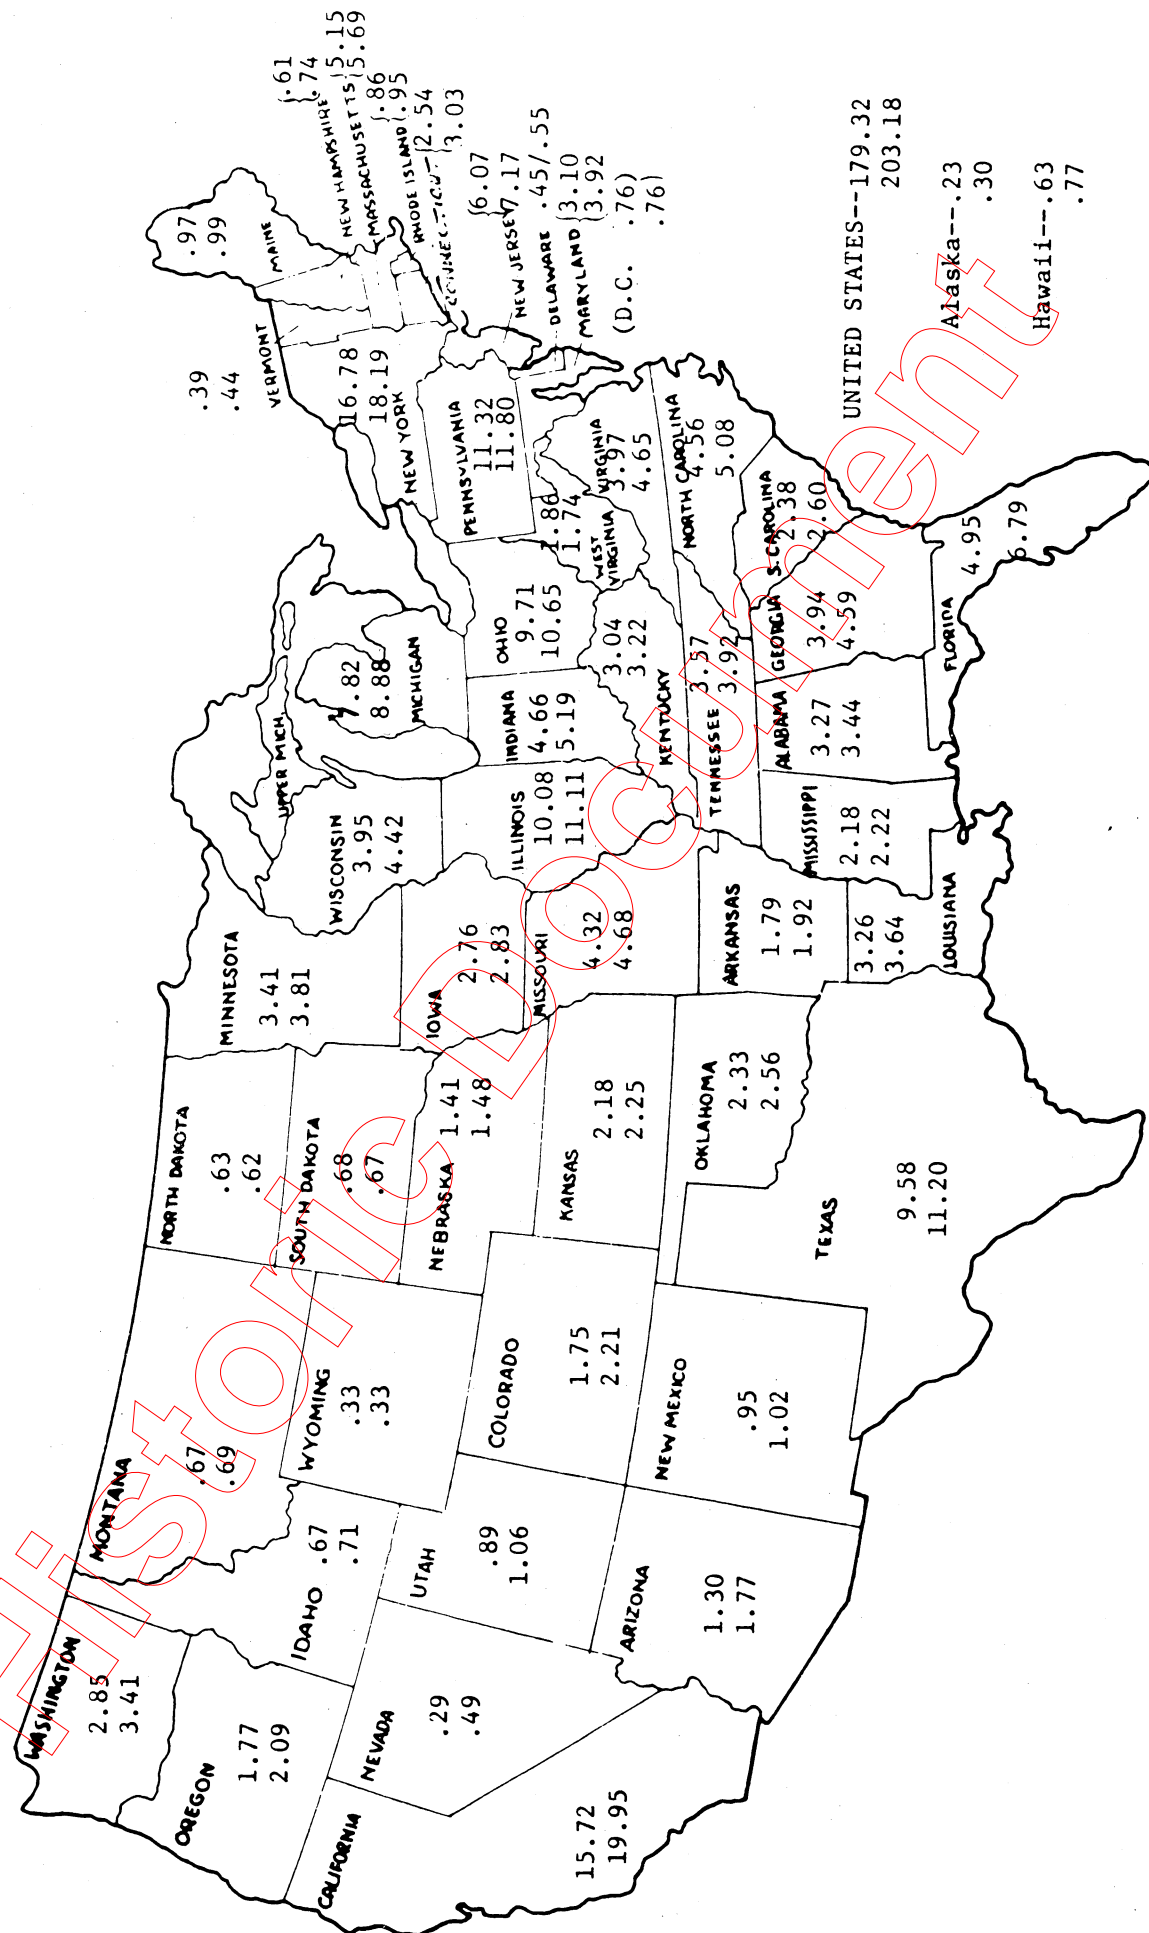 WASHINGTON
2.85
3.41
OREGON
1.77
2.09
CALIFORNIA
15.72
19.95
NEVADA
.29
.49
IDAHO
.67
.71
MONTANA
.67
.69
WYOMING
.33
.33
UTAH
.89
1.06
ARIZONA
1.30
1.77
COLORADO
1.75
2.21
NEW MEXICO
.95
1.02
NORTH DAKOTA
.63
.62
SOUTH DAKOTA
.68
.67
NEBRASKA
1.41
1.48
KANSAS
2.18
2.25
OKLAHOMA
2.33
2.56
TEXAS
9.58
11.20
MINNESOTA
3.41
3.81
IOWA
2.76
2.83
MISSOURI
4.32
4.68
ARKANSAS
1.79
1.92
3.26
3.64
LOUISIANA
WISCONSIN
3.95
4.42
UPPER MICH.
7.82
8.88
MICHIGAN
ILLINOIS
10.08
11.11
INDIANA
4.66
5.19
OHIO
9.71
10.65
3.04
3.22
KENTUCKY
TENNESSEE 3.57
3.92
MISSISSIPPI
2.18
2.22
ALABAMA
3.27
3.44
GEORGIA
3.94
4.59
FLORIDA
4.95
6.79
S. CAROLINA
2.38
2.60
NORTH CAROLINA
4.56
5.08
VIRGINIA
3.97
4.65
1.86
1.74
WEST
VIRGINIA
PENNSYLVANIA
11.32
11.80
16.78
18.19
NEW YORK
.39
.44
VERMONT
.97
.99
MAINE
NEW HAMPSHIRE {.61
.74
MASSACHUSETTS {5.15
5.69
RHODE ISLAND {.86
.95
{2.54
3.03
NEW JERSEY {6.07
7.17
DELAWARE .45/.55
MARYLAND {3.10
3.92
(D.C. .76)
.76)
UNITED STATES--179.32
203.18
Alaska--.23
.30
Hawaii--.63
.77
Historic Document